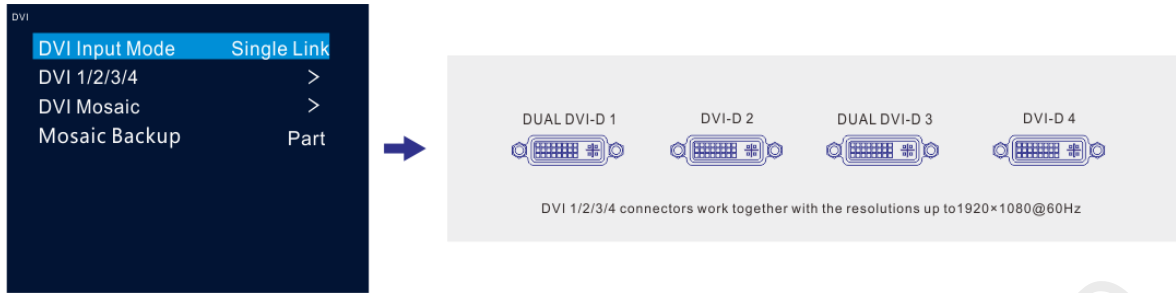 DVI
DVI Input Mode Single Link
DVI 1/2/3/4 >
DVI Mosaic >
Mosaic Backup Part
DUAL DVI-D 1 DVI-D 2 DUAL DVI-D 3 DVI-D 4
DVI 1/2/3/4 connectors work together with the resolutions up to1920×1080@60Hz